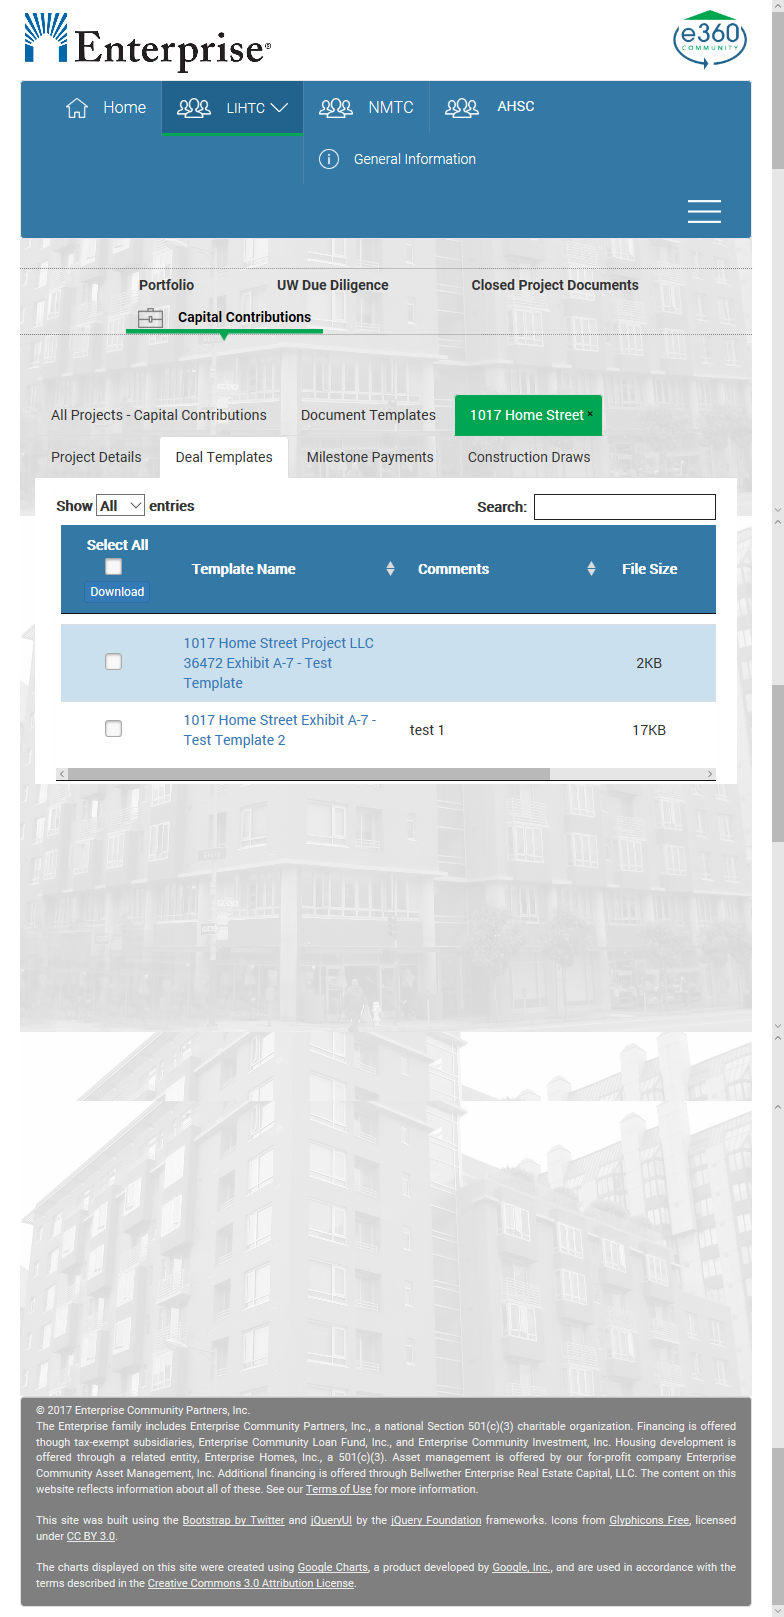 Enterprise®
e360
COMMUNITY
Home LIHTC NMTC AHSC
General Information
Portfolio UW Due Diligence Closed Project Documents
Capital Contributions
All Projects - Capital Contributions Document Templates 1017 Home Street ×
Project Details Deal Templates Milestone Payments Construction Draws
Show All entries Search:
Select All
Template Name Comments File Size
Download
1017 Home Street Project LLC
36472 Exhibit A-7 - Test 2KB
Template
1017 Home Street Exhibit A-7 -
Test Template 2 test 1 17KB
© 2017 Enterprise Community Partners, Inc.
The Enterprise family includes Enterprise Community Partners, Inc., a national Section 501(c)(3) charitable organization. Financing is offered
though tax-exempt subsidiaries, Enterprise Community Loan Fund, Inc., and Enterprise Community Investment, Inc. Housing development is
offered through a related entity, Enterprise Homes, Inc., a 501(c)(3). Asset management is offered by our for-profit company Enterprise
Community Asset Management, Inc. Additional financing is offered through Bellwether Enterprise Real Estate Capital, LLC. The content on this
website reflects information about all of these. See our Terms of Use for more information.
This site was built using the Bootstrap by Twitter and jQueryUI by the jQuery Foundation frameworks. Icons from Glyphicons Free, licensed
under CC BY 3.0.
The charts displayed on this site were created using Google Charts, a product developed by Google, Inc., and are used in accordance with the
terms described in the Creative Commons 3.0 Attribution License.